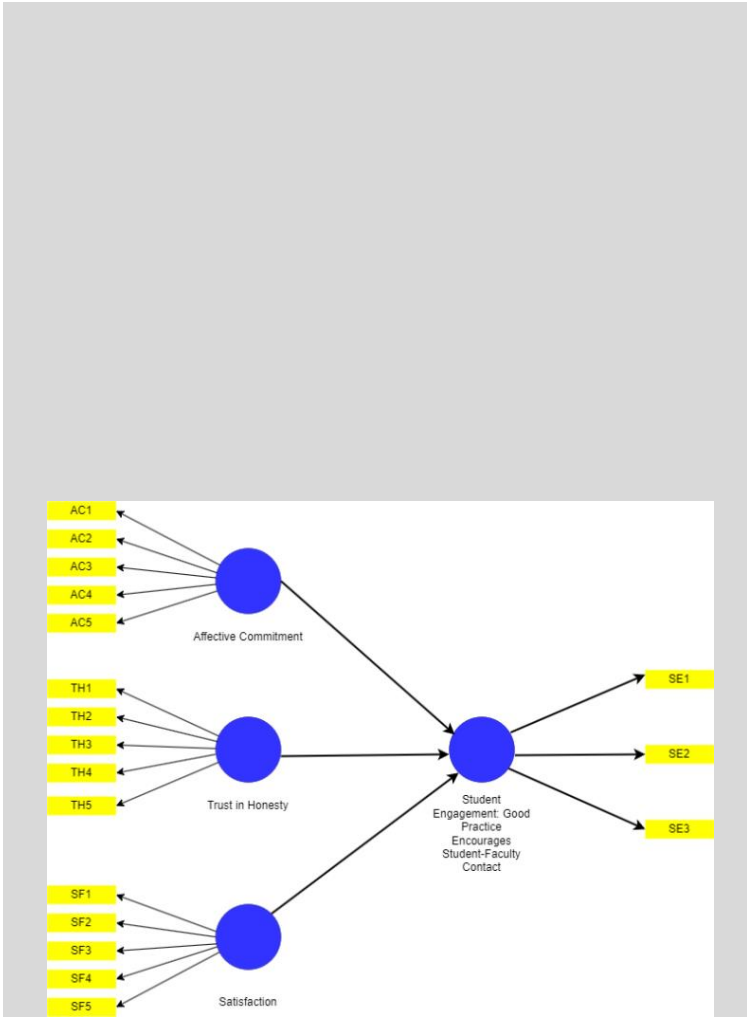 AC1
AC2
AC3
AC4
AC5
Affective Commitment
TH1
TH2
TH3
TH4
TH5
Trust in Honesty
SF1
SF2
SF3
SF4
SF5
Satisfaction
Student
Engagement: Good
Practice
Encourages
Student-Faculty
Contact
SE1
SE2
SE3